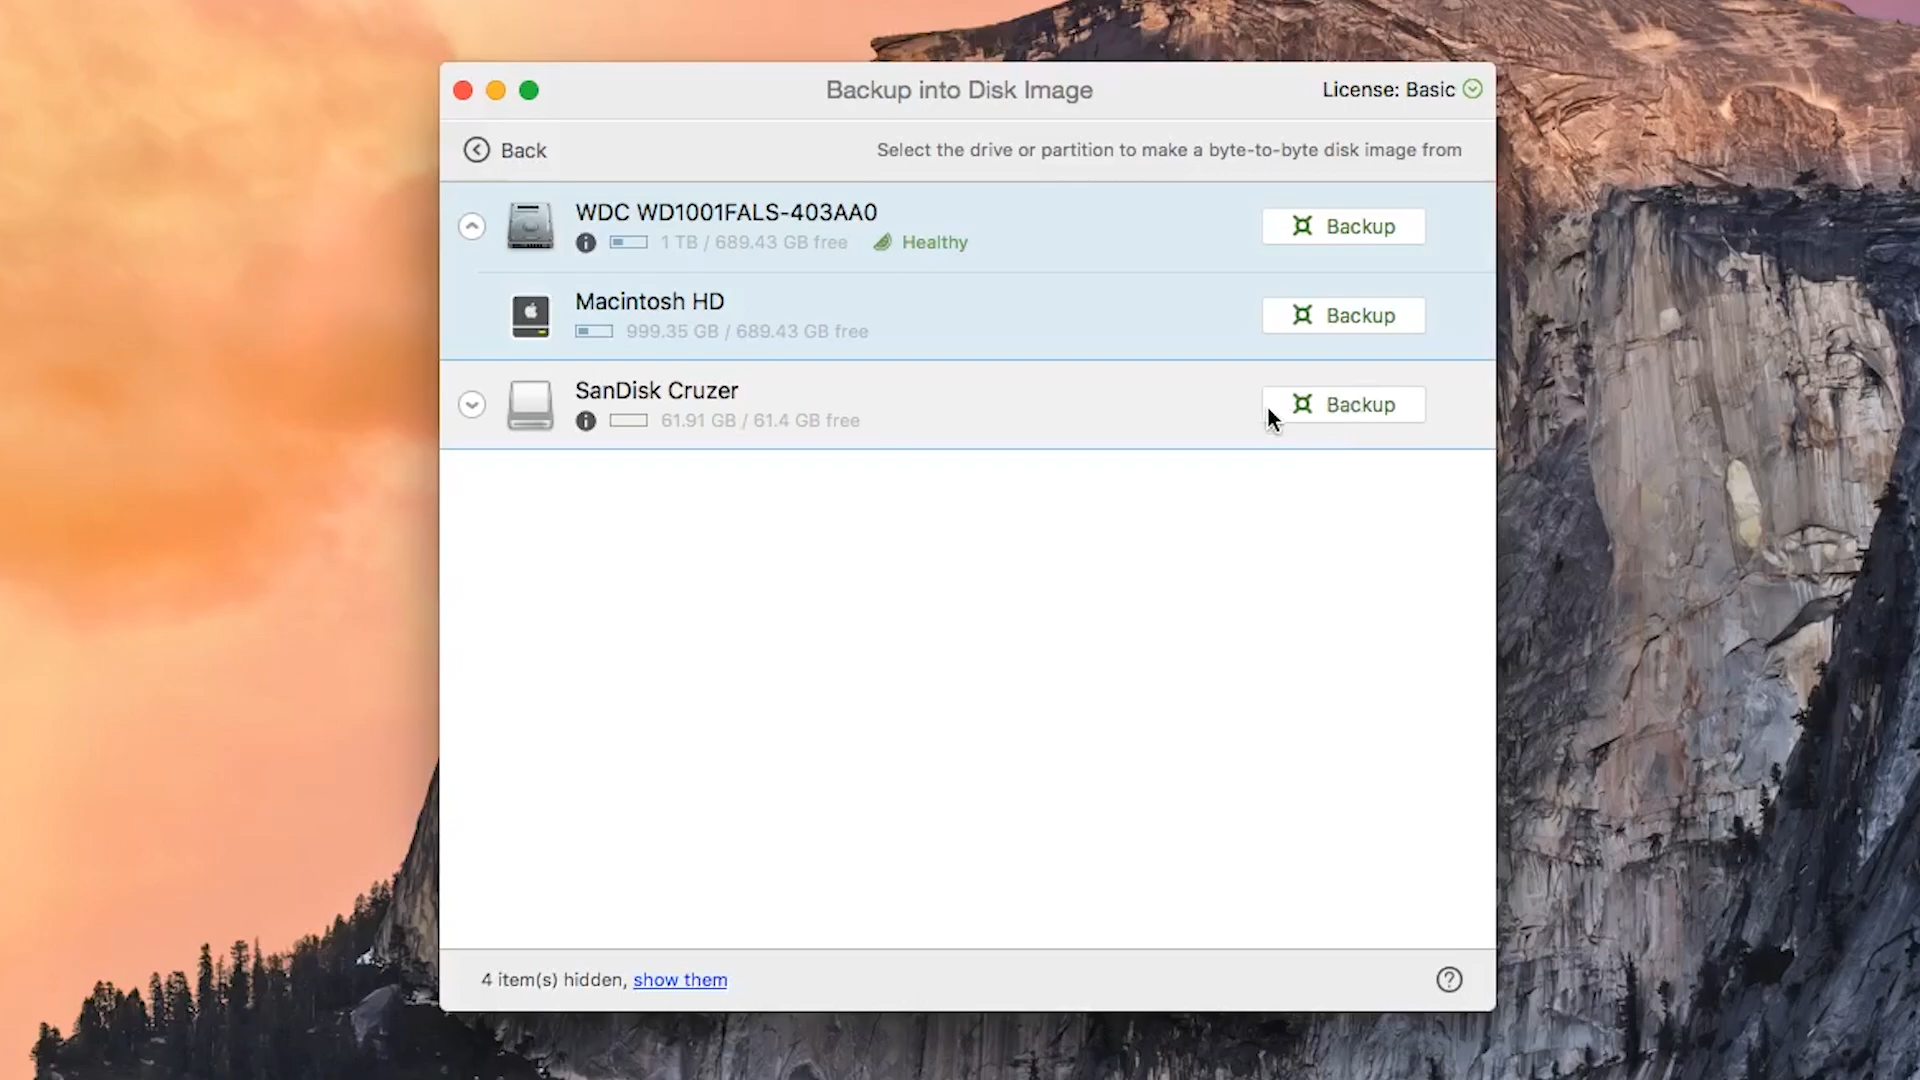 Backup into Disk Image
License: Basic
Back
Select the drive or partition to make a byte-to-byte disk image from
WDC WD1001FALS-403AA0
1 TB / 689.43 GB free
Healthy
Backup
Macintosh HD
999.35 GB / 689.43 GB free
Backup
SanDisk Cruzer
61.91 GB / 61.4 GB free
Backup
4 item(s) hidden, show them